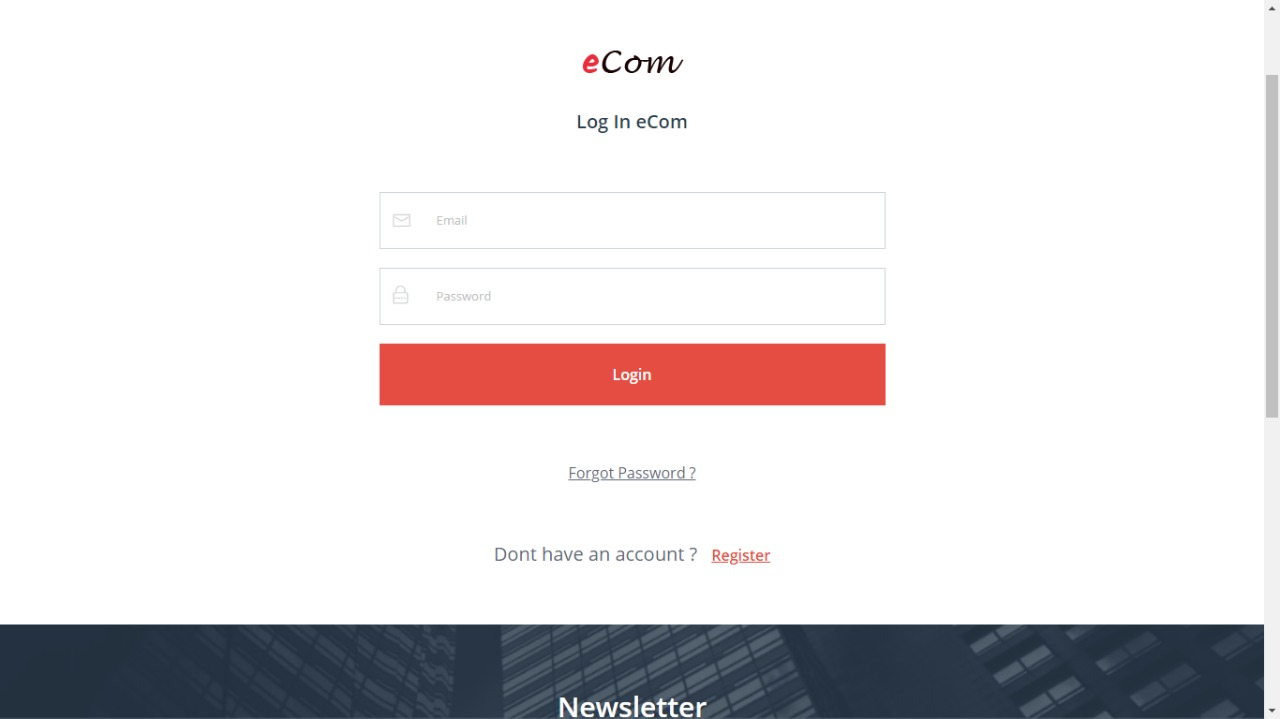 eCom
Log In eCom
Email
Password
Login
Forgot Password ?
Dont have an account ? Register
Newsletter